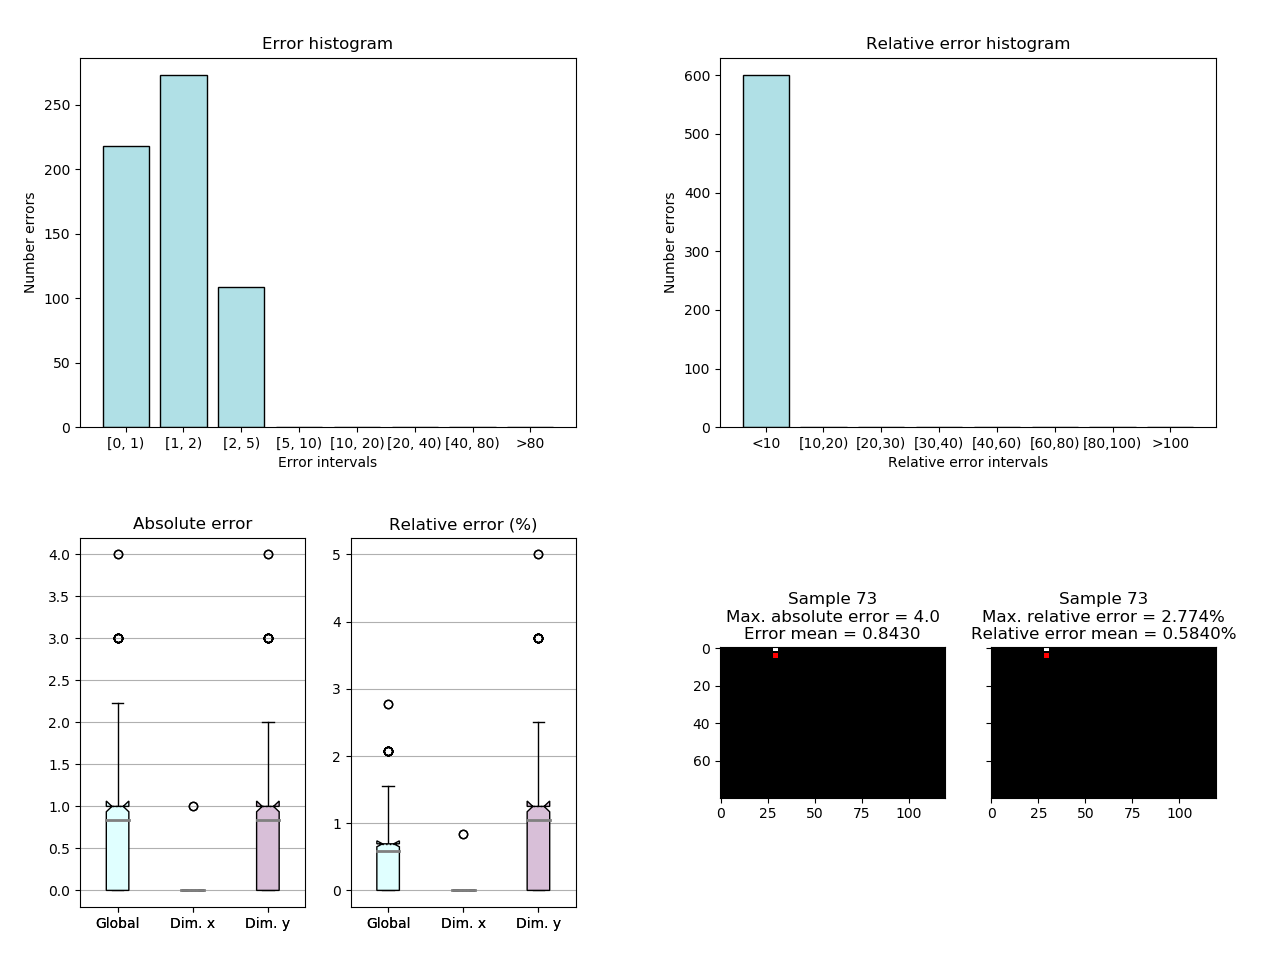 Error histogram
250
200
150
100
50
0
Number errors
[0, 1)
[1, 2)
[2, 5)
[5, 10)
[10, 20)
[20, 40)
[40, 80)
>80
Error intervals
Relative error histogram
600
500
400
300
200
100
0
Number errors
<10
[10,20)
[20,30)
[30,40)
[40,60)
[60,80)
[80,100)
>100
Relative error intervals
Absolute error
4.0
3.5
3.0
2.5
2.0
1.5
1.0
0.5
0.0
Global
Dim. x
Dim. y
Relative error (%)
5
4
3
2
1
0
Global
Dim. x
Dim. y
Sample 73
Max. absolute error = 4.0
Error mean = 0.8430
0
20
40
60
0
25
50
75
100
Sample 73
Max. relative error = 2.774%
Relative error mean = 0.5840%
0
25
50
75
100